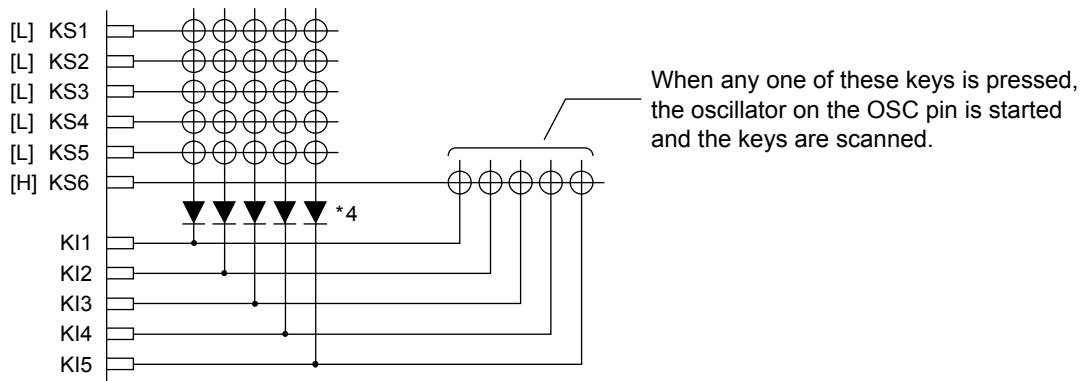 [L] KS1
[L] KS2
[L] KS3
[L] KS4
[L] KS5
[H] KS6
When any one of these keys is pressed,
the oscillator on the OSC pin is started
and the keys are scanned.
*4
KI1
KI2
KI3
KI4
KI5